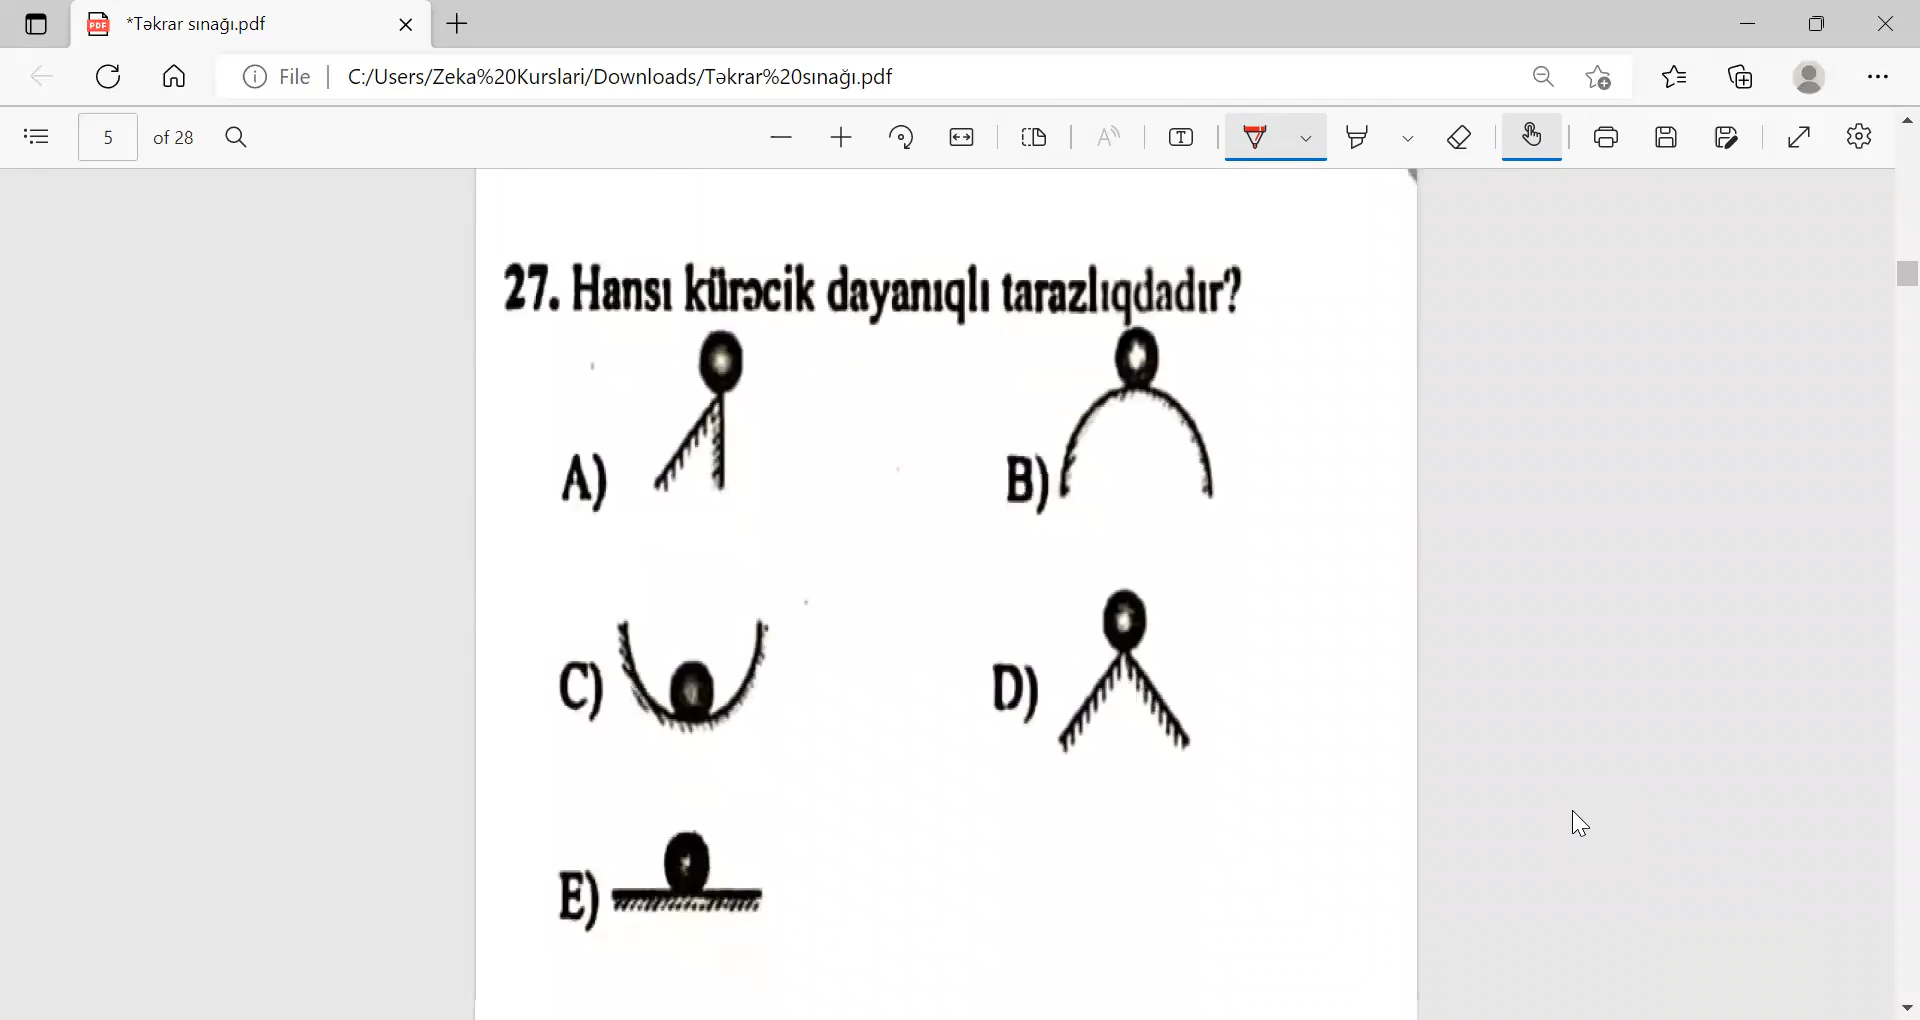 *Təkrar sınağı.pdf
File
C:/Users/Zeka%20Kurslari/Downloads/Təkrar%20sınağı.pdf
5 of 28
27. Hansı kürəcik dayanıqlı tarazlıqdadır?
A)
B)
C)
D)
E)